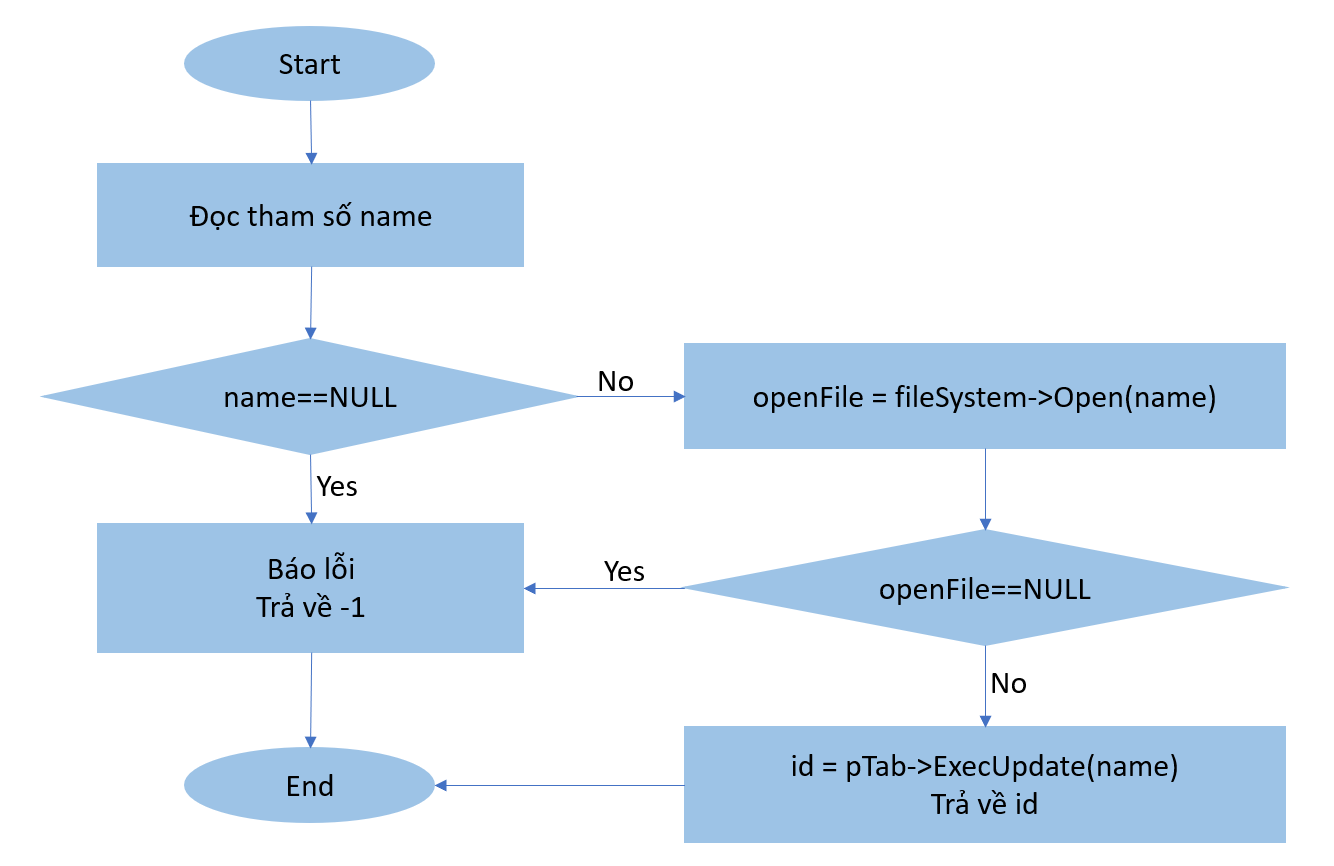 Start
Đọc tham số name
name==NULL
No
openFile = fileSystem->Open(name)
Yes
Báo lỗi
Trả về -1
Yes
openFile==NULL
No
id = pTab->ExecUpdate(name)
Trả về id
End